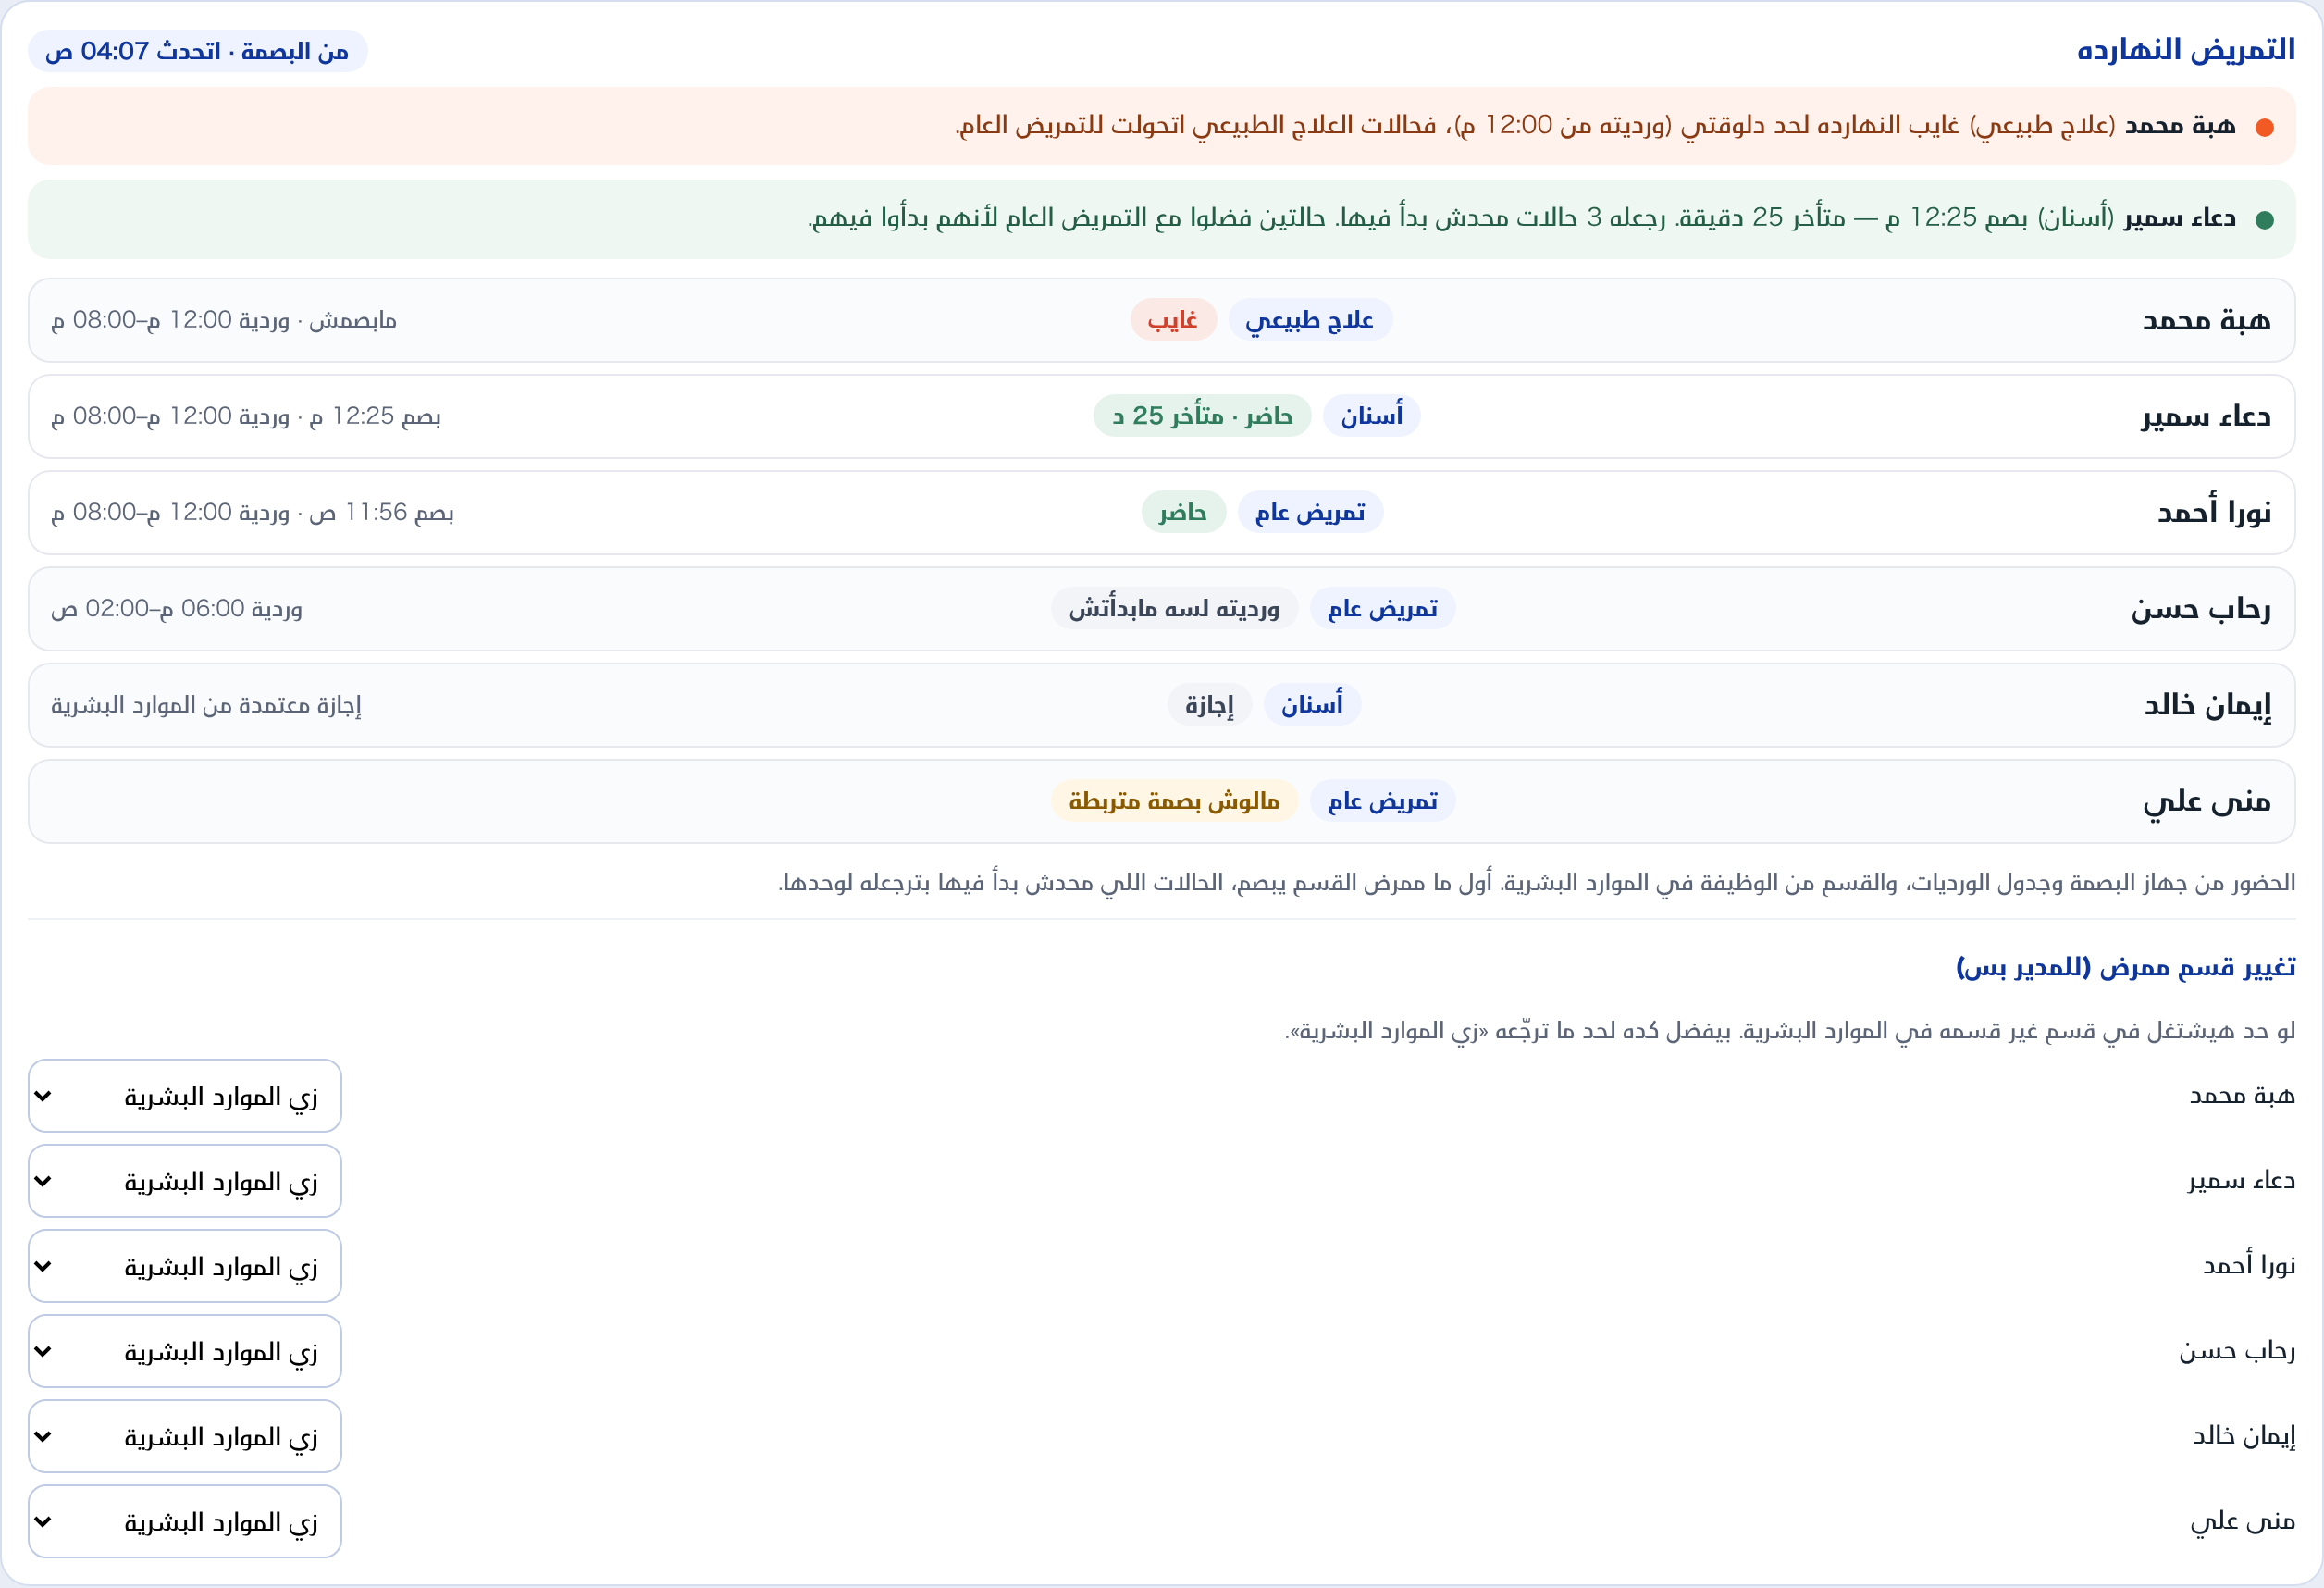 التمريض النهارده
من البصمة · اتحدث 04:07 ص
هبة محمد (علاج طبيعي) غايب النهارده لحد دلوقتي (ورديته من 12:00 م)، فحالات العلاج الطبيعي اتحولت للتمريض العام.
دعاء سمير (أسنان) بصم 12:25 م — متأخر 25 دقيقة. رجعله 3 حالات محدش بدأ فيها. حالتين فضلوا مع التمريض العام لأنهم بدأوا فيهم.
هبة محمد علاج طبيعي غايب مابصمش · وردية 12:00 م–08:00 م
دعاء سمير أسنان حاضر · متأخر 25 د بصم 12:25 م · وردية 12:00 م–08:00 م
نورا أحمد تمريض عام حاضر بصم 11:56 ص · وردية 12:00 م–08:00 م
رحاب حسن تمريض عام ورديته لسه مابدأتش وردية 06:00 م–02:00 ص
إيمان خالد أسنان إجازة إجازة معتمدة من الموارد البشرية
منى علي تمريض عام مالوش بصمة متربطة
الحضور من جهاز البصمة وجدول الورديات، والقسم من الوظيفة في الموارد البشرية. أول ما ممرض القسم يبصم، الحالات اللي محدش بدأ فيها بترجعله لوحدها.
تغيير قسم ممرض (للمدير بس)
لو حد هيشتغل في قسم غير قسمه في الموارد البشرية. بيفضل كده لحد ما ترجّعه «زي الموارد البشرية».
هبة محمد زي الموارد البشرية
دعاء سمير زي الموارد البشرية
نورا أحمد زي الموارد البشرية
رحاب حسن زي الموارد البشرية
إيمان خالد زي الموارد البشرية
منى علي زي الموارد البشرية